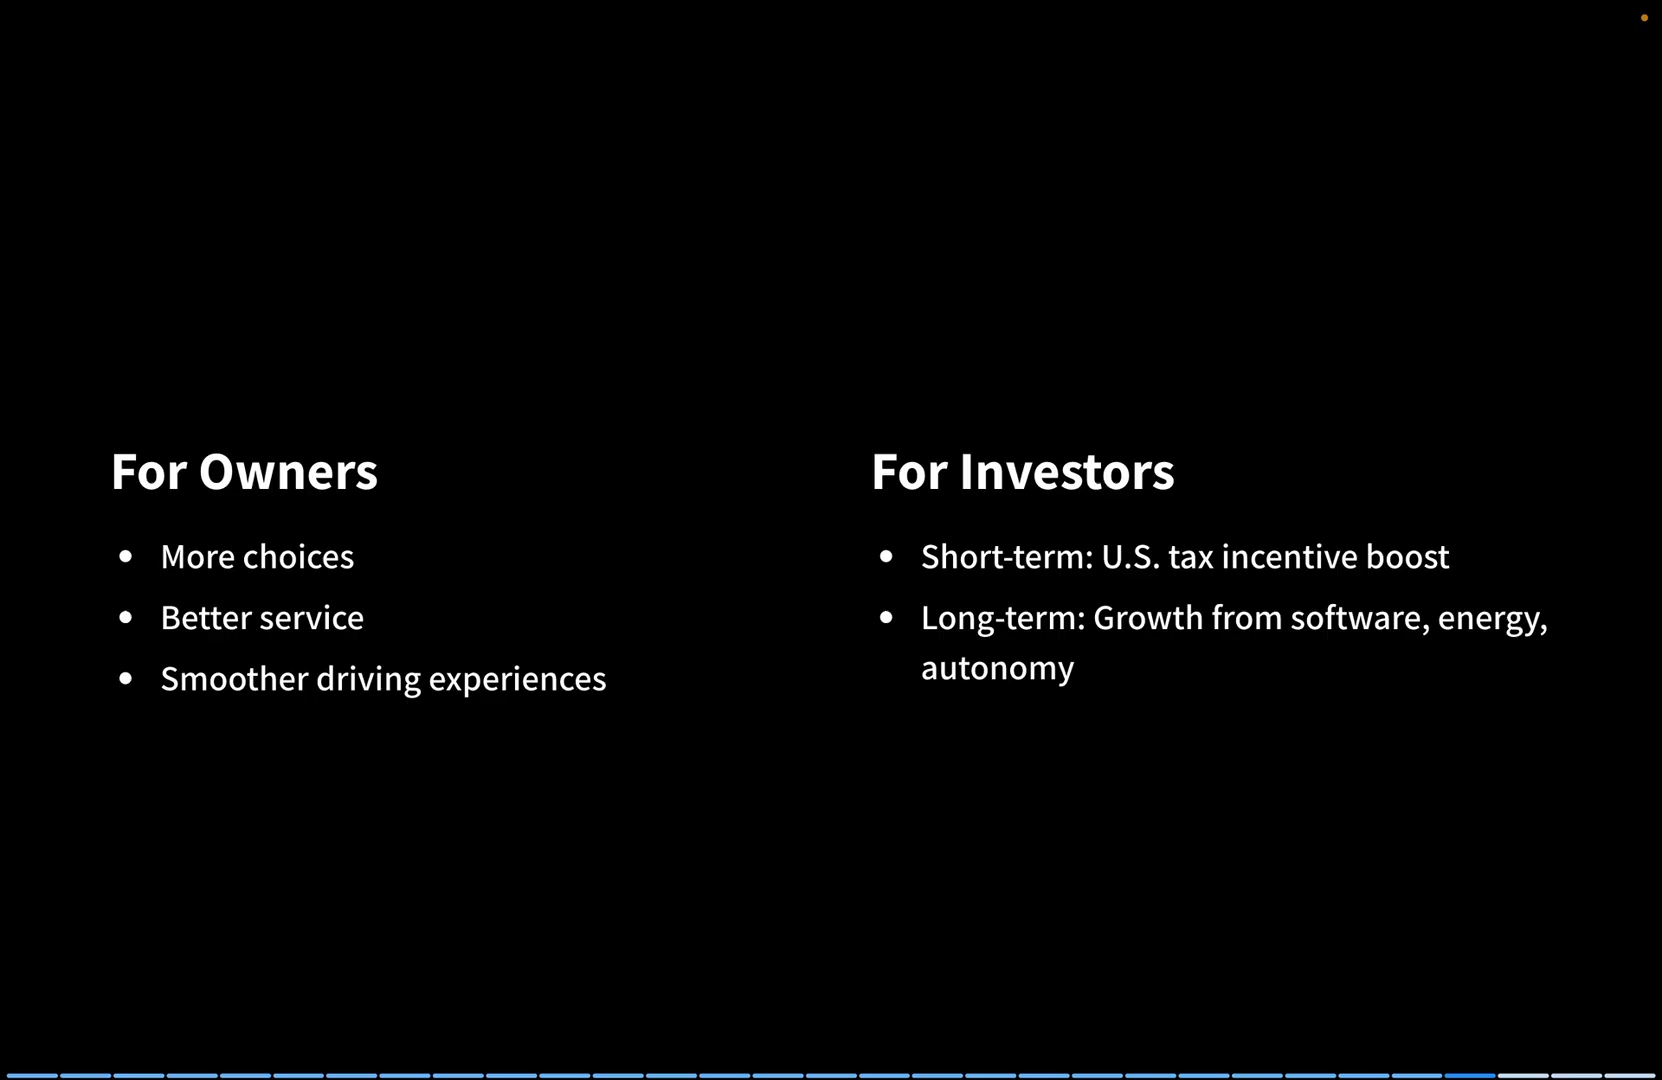 For Owners
• More choices
• Better service
• Smoother driving experiences
For Investors
• Short-term: U.S. tax incentive boost
• Long-term: Growth from software, energy,
autonomy